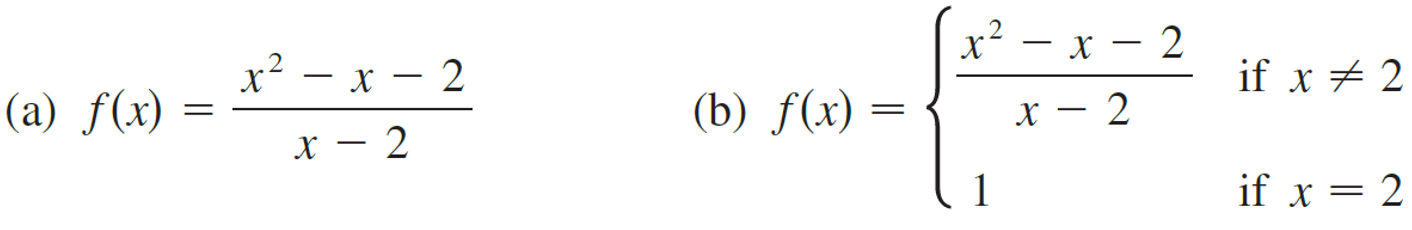 (a) f(x) = (x² − x − 2)/(x − 2)
(b) f(x) = { (x² − x − 2)/(x − 2) if x ≠ 2
1 if x = 2